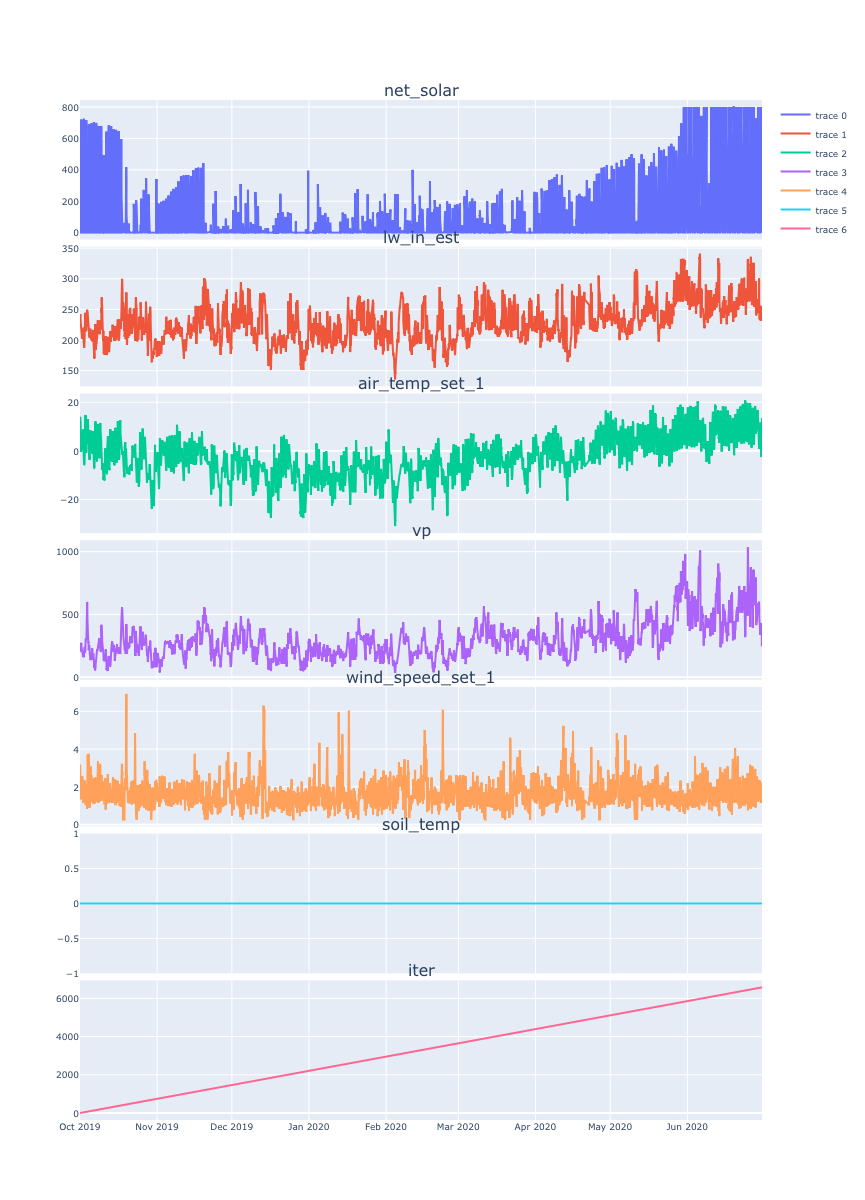 net_solar
800
600
400
200
0
trace 0
trace 1
trace 2
trace 3
trace 4
trace 5
trace 6
lw_in_est
350
300
250
200
150
air_temp_set_1
20
0
−20
vp
1000
500
0
wind_speed_set_1
6
4
2
0
soil_temp
1
0.5
0
−0.5
−1
iter
6000
4000
2000
0
Oct 2019 Nov 2019 Dec 2019 Jan 2020 Feb 2020 Mar 2020 Apr 2020 May 2020 Jun 2020